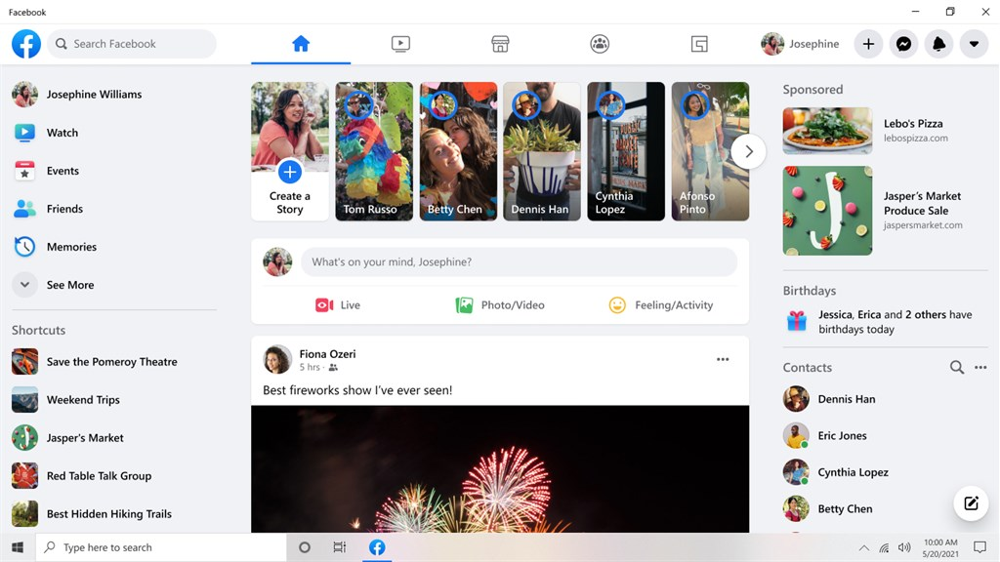 Facebook
Search Facebook
Josephine
Josephine Williams
Watch
Events
Friends
Memories
See More
Shortcuts
Save the Pomeroy Theatre
Weekend Trips
Jasper's Market
Red Table Talk Group
Best Hidden Hiking Trails
Create a
Story
Tom Russo
Betty Chen
Dennis Han
Cynthia
Lopez
Afonso
Pinto
What's on your mind, Josephine?
Live
Photo/Video
Feeling/Activity
Fiona Ozeri
5 hrs ·
Best fireworks show I've ever seen!
Sponsored
Lebo's Pizza
lebospizza.com
Jasper's Market
Produce Sale
jaspersmarket.com
Birthdays
Jessica, Erica and 2 others have
birthdays today
Contacts
Dennis Han
Eric Jones
Cynthia Lopez
Betty Chen
Type here to search
10:00 AM
5/20/2021